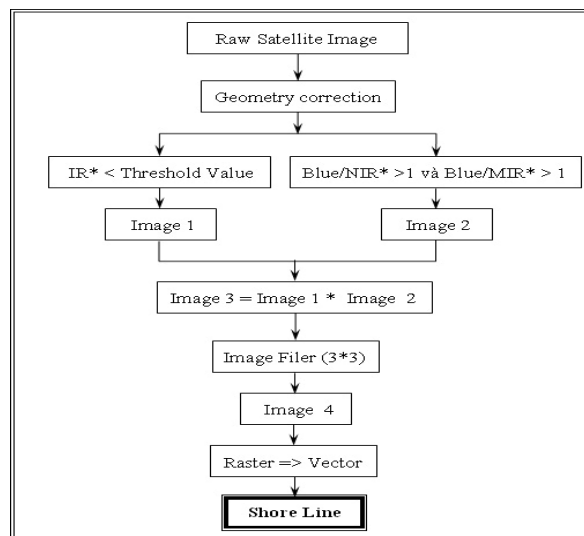 Raw Satellite Image
Geometry correction
IR* < Threshold Value
Blue/NIR* >1 và Blue/MIR* > 1
Image 1
Image 2
Image 3 = Image 1 * Image 2
Image Filer (3*3)
Image 4
Raster => Vector
Shore Line